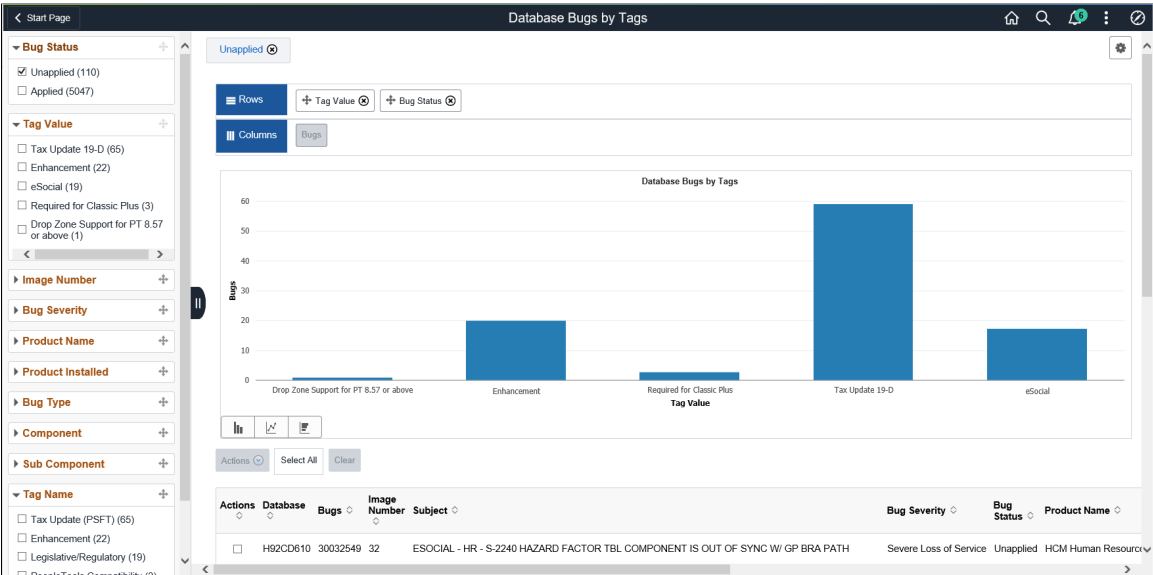 Start Page
Database Bugs by Tags
6
Bug Status
Unapplied (110)
Applied (5047)
Tag Value
Tax Update 19-D (65)
Enhancement (22)
eSocial (19)
Required for Classic Plus (3)
Drop Zone Support for PT 8.57
or above (1)
Image Number
Bug Severity
Product Name
Product Installed
Bug Type
Component
Sub Component
Tag Name
Tax Update (PSFT) (65)
Enhancement (22)
Legislative/Regulatory (19)
PeopleTools Compatibility (3)
Unapplied
Rows
Tag Value
Bug Status
Columns
Bugs
Database Bugs by Tags
60
50
40
30
20
10
0
Bugs
Drop Zone Support for PT 8.57 or above
Enhancement
Required for Classic Plus
Tax Update 19-D
eSocial
Tag Value
Actions
Select All
Clear
Actions
Database
Bugs
Image
Number
Subject
Bug Severity
Bug
Status
Product Name
H92CD610 30032549 32 ESOCIAL - HR - S-2240 HAZARD FACTOR TBL COMPONENT IS OUT OF SYNC W/ GP BRA PATH Severe Loss of Service Unapplied HCM Human Resource